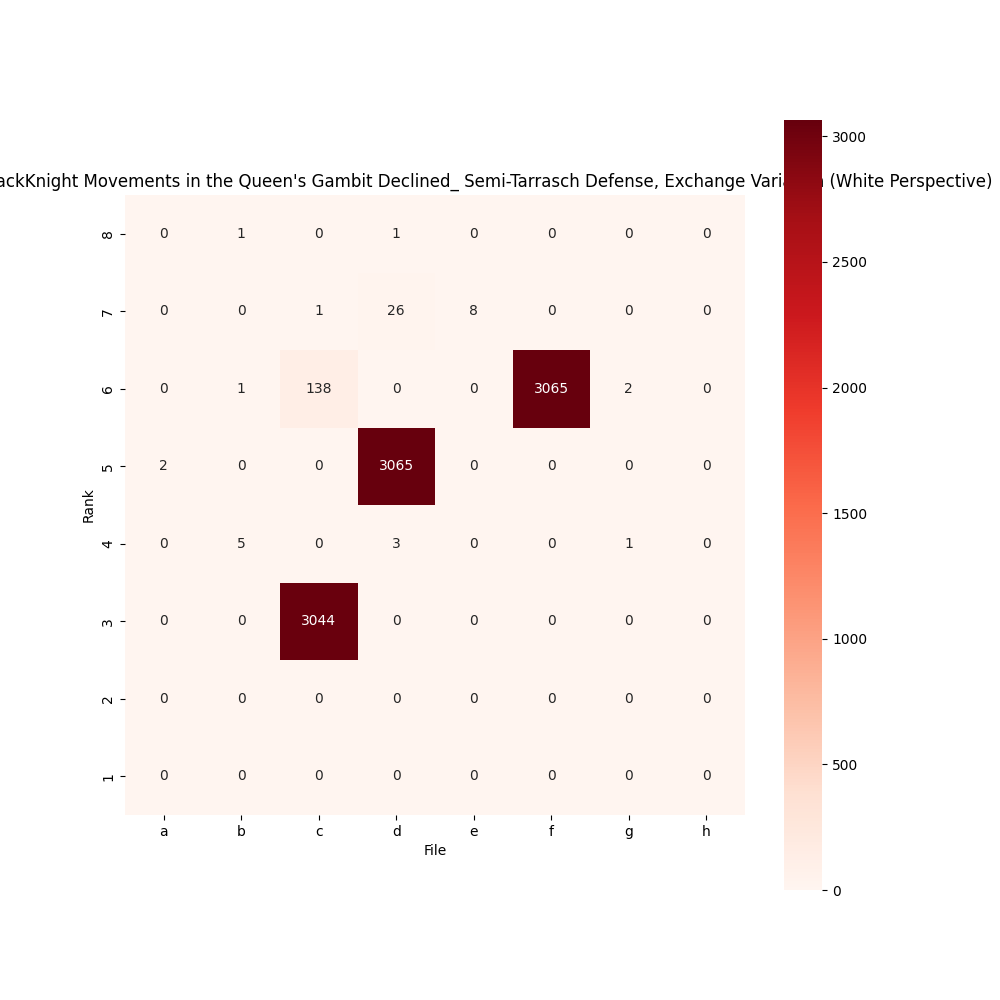 ackKnight Movements in the Queen's Gambit Declined_ Semi-Tarrasch Defense, Exchange Vari (White Perspective)
3000
8 0 1 0 1 0 0 0 0
2500
7 0 0 1 26 8 0 0 0
6 0 1 138 0 0 3065 2 0
2000
5 2 0 0 3065 0 0 0 0
Rank
1500
4 0 5 0 3 0 0 1 0
3 0 0 3044 0 0 0 0 0
1000
2 0 0 0 0 0 0 0 0
500
1 0 0 0 0 0 0 0 0
a b c d e f g h
File
0